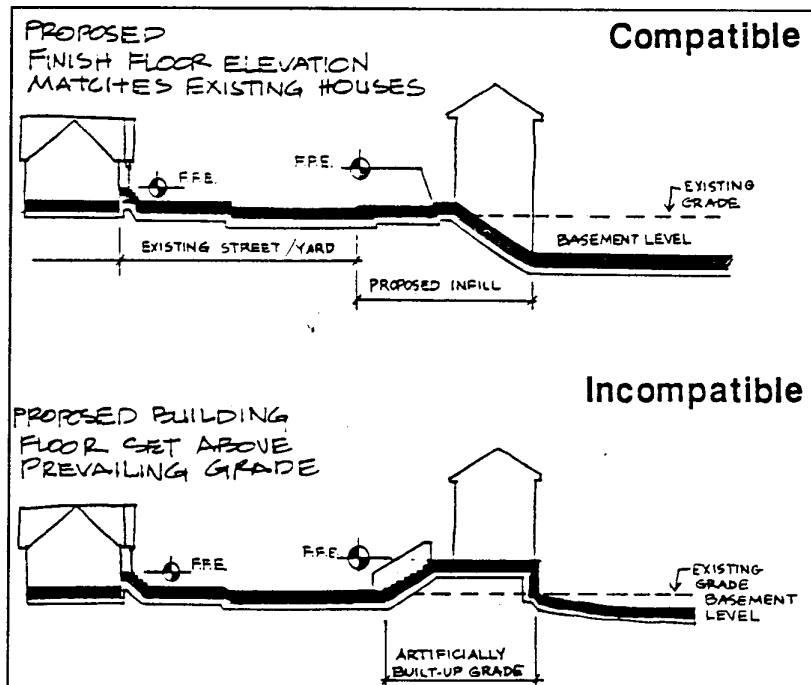 PROPOSED
FINISH FLOOR ELEVATION
MATCITES EXISTING HOUSES
Compatible
F.F.E.
F.F.E.
EXISTING
GRADE
EXISTING STREET/YARD
BASEMENT LEVEL
PROPOSED INFILL
Incompatible
PROPOSED BUILDING
FLOOR SET ABOVE
PREVAILING GRADE
F.F.E.
F.F.E.
EXISTING
GRADE
BASEMENT
LEVEL
ARTIFICIALLY
BUILT-UP GRADE